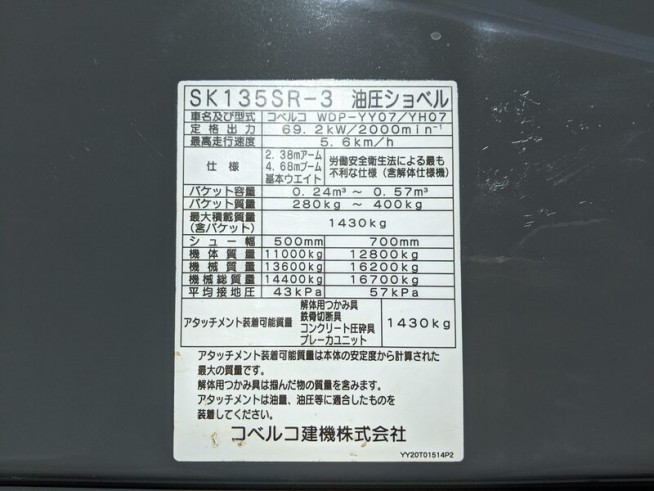 SK135SR-3 油圧ショベル
車名及び型式 コベルコ WDP-YY07/YH07
定格出力 69.2kW/2000min⁻¹
最高走行速度 5.6km/h
仕様 2.38mアーム 4.68mブーム 基本ウエイト 労働安全衛生法による最も不利な仕様(含解体仕様機)
バケット容量 0.24m³ ～ 0.57m³
バケット質量 280kg ～ 400kg
最大積載質量(含バケット) 1430kg
シュー幅 500mm 700mm
機体質量 11000kg 12800kg
機械質量 13600kg 16200kg
機械総質量 14400kg 16700kg
平均接地圧 43kPa 57kPa
アタッチメント装着可能質量 解体用つかみ具 鉄骨切断具 コンクリート圧砕具 ブレーカユニット 1430kg
アタッチメント装着可能質量は本体の安定度から計算された
最大の質量です。
解体用つかみ具は掴んだ物の質量を含みます。
アタッチメントは油量、油圧等に適合したものを
装着してください。
コベルコ建機株式会社
YY20T01514P2